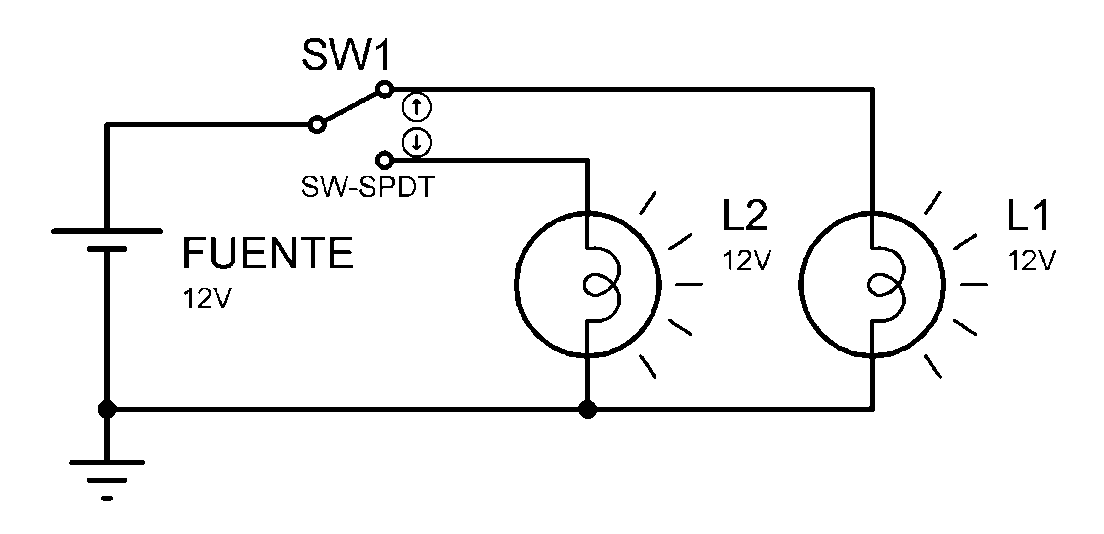 SW1
SW-SPDT
FUENTE
12V
L2
12V
L1
12V